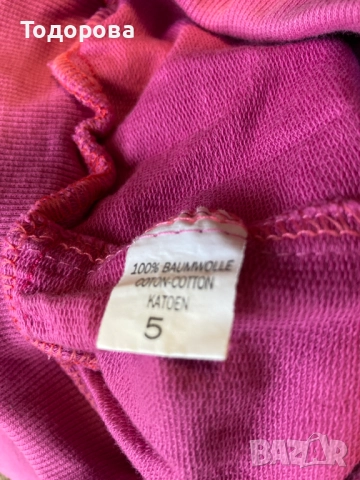 Тодорова
100% BAUMWOLLE
COTON-COTTON
KATOEN
5
BAZAR